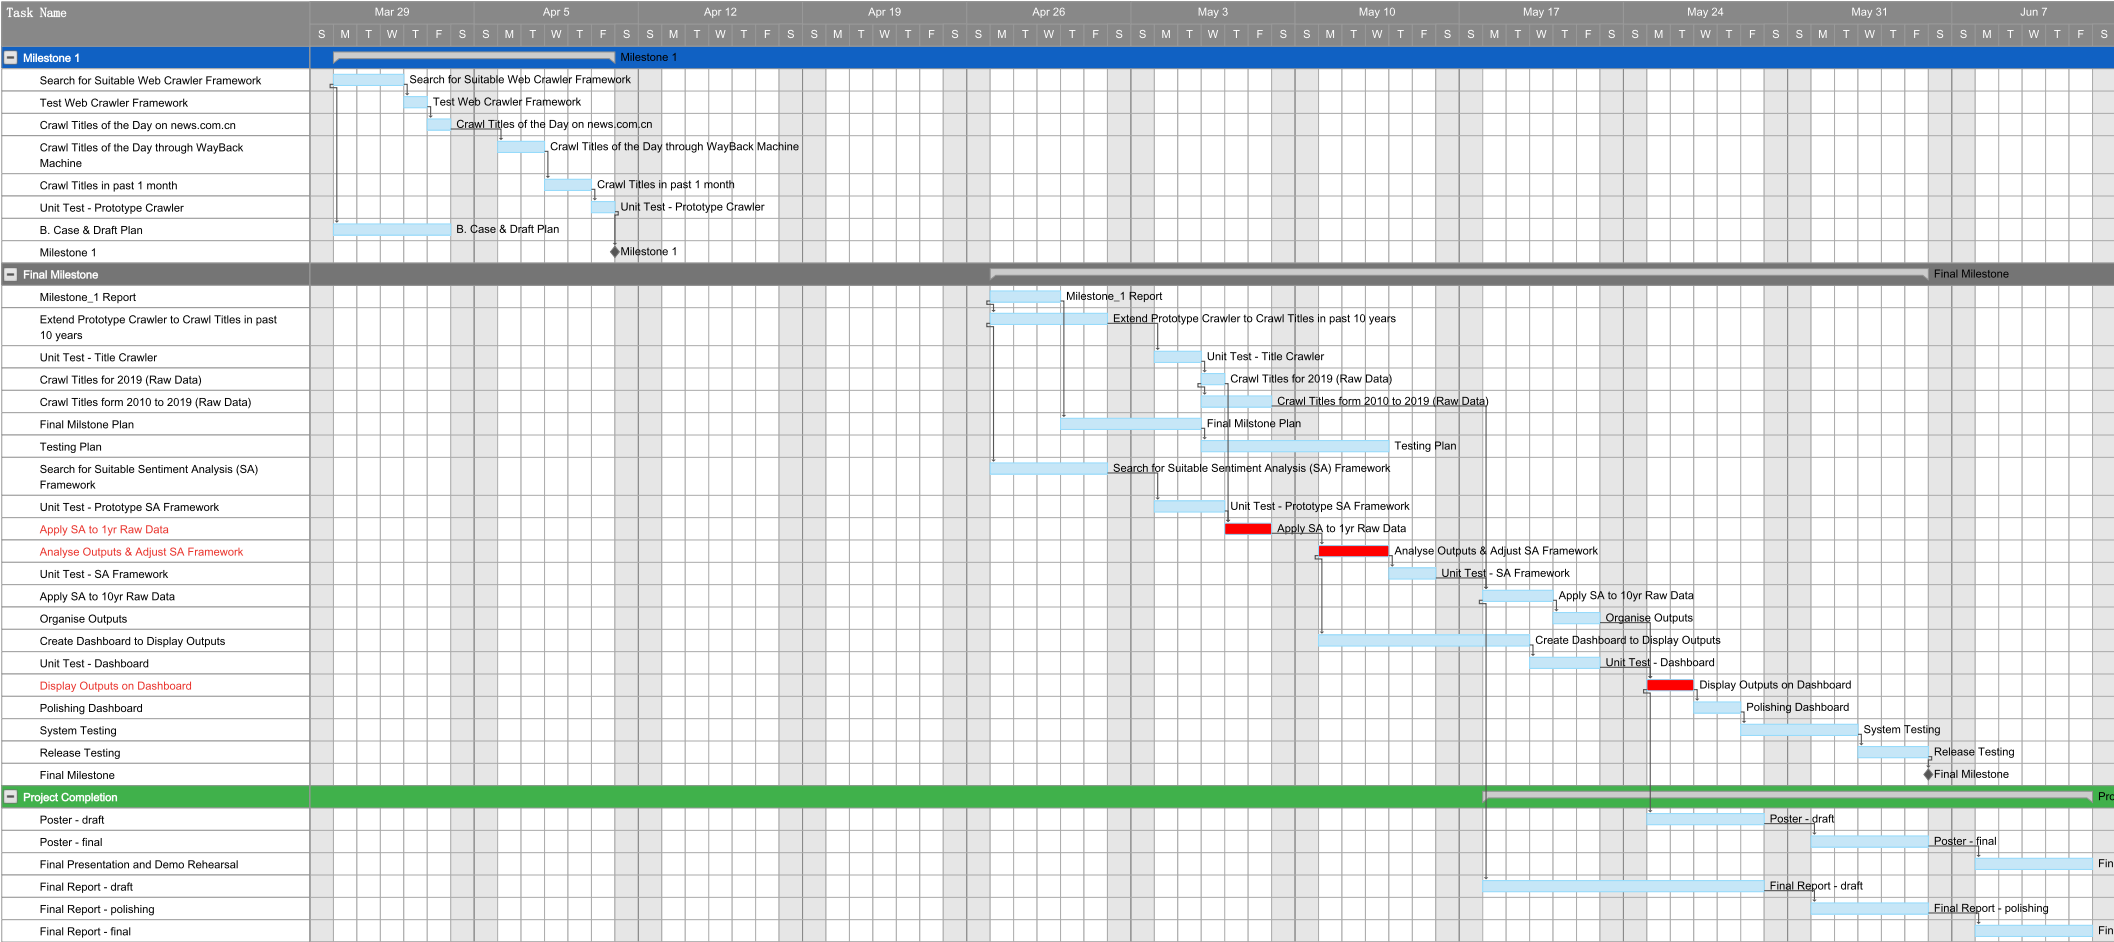 Task Name
Mar 29 Apr 5 Apr 12 Apr 19 Apr 26 May 3 May 10 May 17 May 24 May 31 Jun 7
S M T W T F S S M T W T F S S M T W T F S S M T W T F S S M T W T F S S M T W T F S S M T W T F S S M T W T F S S M T W T F S S M T W T F S S M T W T F S
Milestone 1 Milestone 1
Search for Suitable Web Crawler Framework Search for Suitable Web Crawler Framework
Test Web Crawler Framework Test Web Crawler Framework
Crawl Titles of the Day on news.com.cn Crawl Titles of the Day on news.com.cn
Crawl Titles of the Day through WayBack Crawl Titles of the Day through WayBack Machine
Machine
Crawl Titles in past 1 month Crawl Titles in past 1 month
Unit Test - Prototype Crawler Unit Test - Prototype Crawler
B. Case & Draft Plan B. Case & Draft Plan
Milestone 1 Milestone 1
Final Milestone Final Milestone
Milestone_1 Report Milestone_1 Report
Extend Prototype Crawler to Crawl Titles in past Extend Prototype Crawler to Crawl Titles in past 10 years
10 years
Unit Test - Title Crawler Unit Test - Title Crawler
Crawl Titles for 2019 (Raw Data) Crawl Titles for 2019 (Raw Data)
Crawl Titles form 2010 to 2019 (Raw Data) Crawl Titles form 2010 to 2019 (Raw Data)
Final Milstone Plan Final Milstone Plan
Testing Plan Testing Plan
Search for Suitable Sentiment Analysis (SA) Search for Suitable Sentiment Analysis (SA) Framework
Framework
Unit Test - Prototype SA Framework Unit Test - Prototype SA Framework
Apply SA to 1yr Raw Data Apply SA to 1yr Raw Data
Analyse Outputs & Adjust SA Framework Analyse Outputs & Adjust SA Framework
Unit Test - SA Framework Unit Test - SA Framework
Apply SA to 10yr Raw Data Apply SA to 10yr Raw Data
Organise Outputs Organise Outputs
Create Dashboard to Display Outputs Create Dashboard to Display Outputs
Unit Test - Dashboard Unit Test - Dashboard
Display Outputs on Dashboard Display Outputs on Dashboard
Polishing Dashboard Polishing Dashboard
System Testing System Testing
Release Testing Release Testing
Final Milestone Final Milestone
Project Completion Pro
Poster - draft Poster - draft
Poster - final Poster - final
Final Presentation and Demo Rehearsal Fin
Final Report - draft Final Report - draft
Final Report - polishing Final Report - polishing
Final Report - final Fin